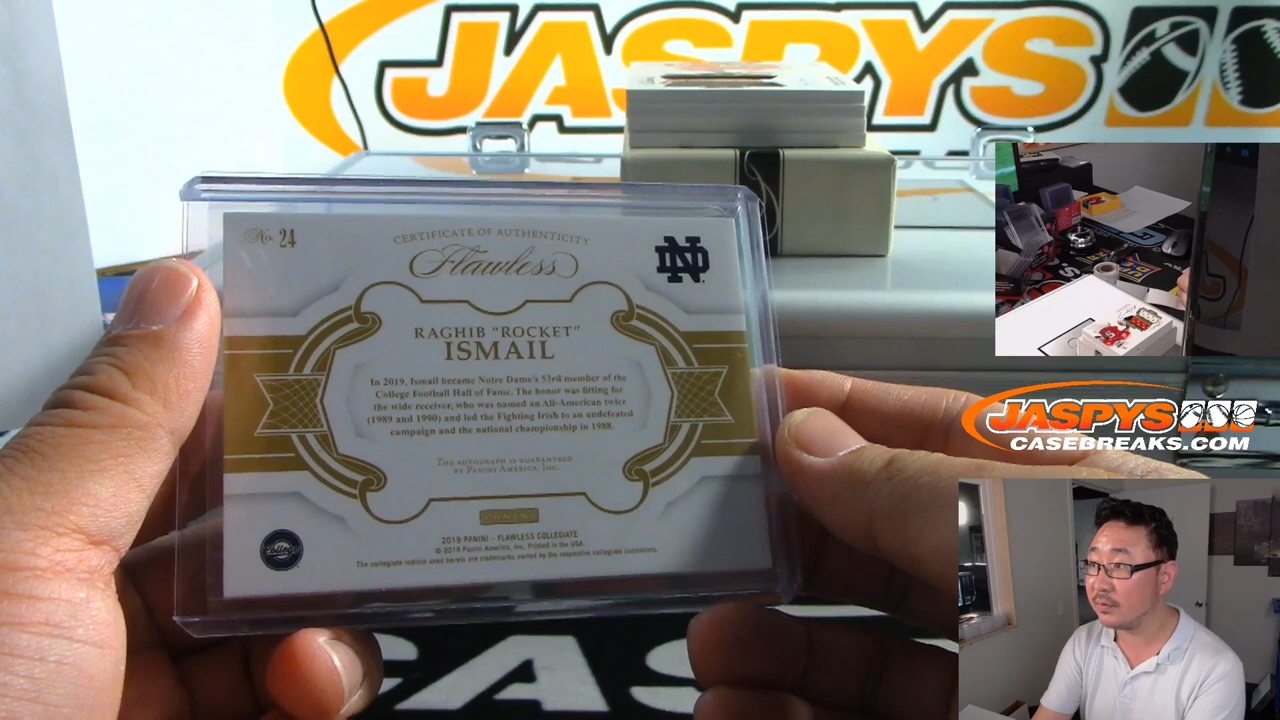 JASPYS
No. 24
CERTIFICATE OF AUTHENTICITY
Flawless
ND
RAGHIB "ROCKET"
ISMAIL
In 2019, Ismail became Notre Dame's 53rd member of the
College Football Hall of Fame. The honor was fitting for
the wide receiver, who was named an All-American twice
(1989 and 1990) and led the Fighting Irish to an undefeated
campaign and the national championship in 1988.
THE AUTOGRAPH IS GUARANTEED
BY PANINI AMERICA, INC.
PANINI
2019 PANINI - FLAWLESS COLLEGIATE
© 2019 Panini America, Inc. Printed in the USA.
The collegiate indicia used herein are trademarks owned by the respective collegiate institutions.
College
JASPYS
CASEBREAKS.COM
CAS